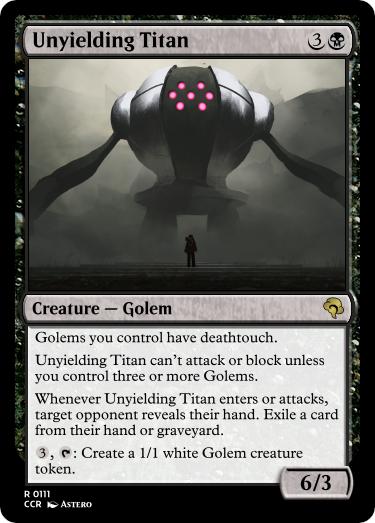 Unyielding Titan 3
Creature — Golem
Golems you control have deathtouch.
Unyielding Titan can't attack or block unless
you control three or more Golems.
Whenever Unyielding Titan enters or attacks,
target opponent reveals their hand. Exile a card
from their hand or graveyard.
3, : Create a 1/1 white Golem creature
token.
6/3
R 0111
CCR Astero